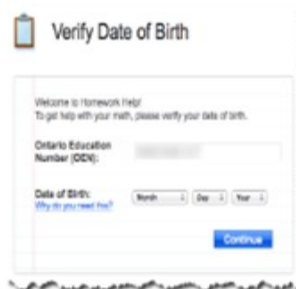 Verify Date of Birth
Welcome to Homework Help!
To get help with your math, please verify your date of birth.
Ontario Education
Number (OEN):
Date of Birth:
Month Day Year
Why do you need this?
Continue